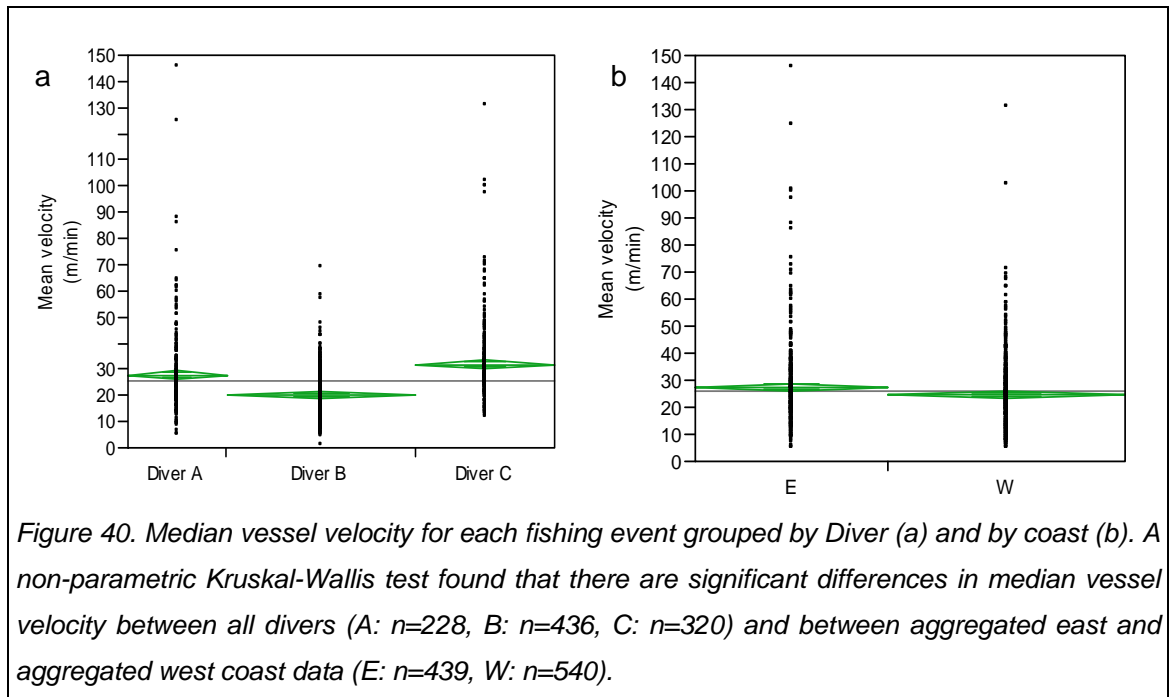 a
150
140
130
110
100
90
80
70
60
50
40
30
20
10
0
Mean velocity
(m/min)
Diver A
Diver B
Diver C
b
150
140
130
120
110
100
90
80
70
60
50
40
30
20
10
0
Mean velocity
(m/min)
E
W
Figure 40. Median vessel velocity for each fishing event grouped by Diver (a) and by coast (b). A
non-parametric Kruskal-Wallis test found that there are significant differences in median vessel
velocity between all divers (A: n=228, B: n=436, C: n=320) and between aggregated east and
aggregated west coast data (E: n=439, W: n=540).